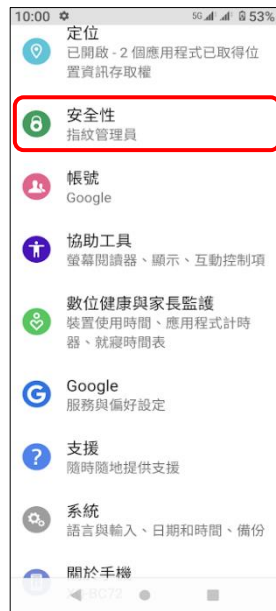 10:00 5G 53%
定位
已開啟 - 2 個應用程式已取得位
置資訊存取權
安全性
指紋管理員
帳號
Google
協助工具
螢幕閱讀器、顯示、互動控制項
數位健康與家長監護
裝置使用時間、應用程式計時
器、就寢時間表
Google
服務與偏好設定
支援
隨時隨地提供支援
系統
語言與輸入、日期和時間、備份
關於手機